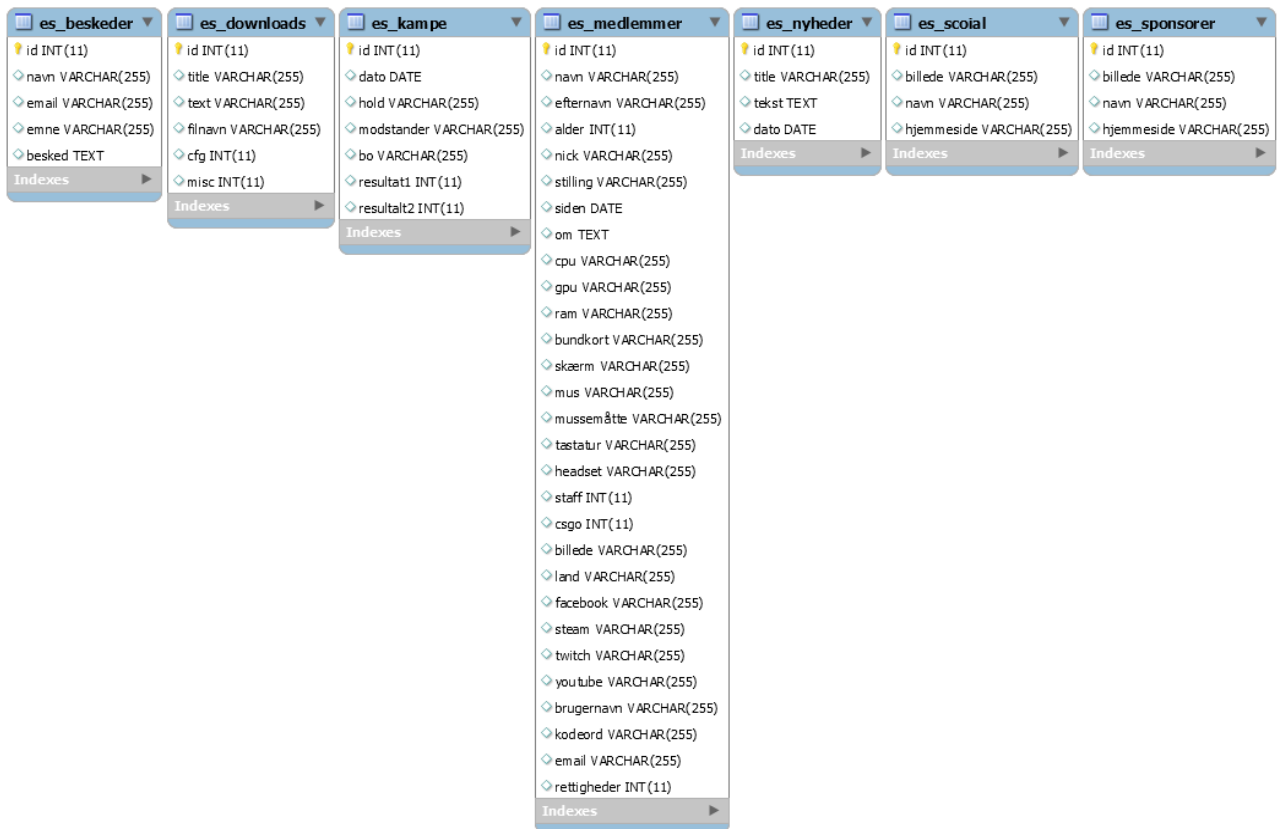 es_beskeder
id INT(11)
navn VARCHAR(255)
email VARCHAR(255)
emne VARCHAR(255)
besked TEXT
Indexes
es_downloads
id INT(11)
title VARCHAR(255)
text VARCHAR(255)
filnavn VARCHAR(255)
cfg INT(11)
misc INT(11)
Indexes
es_kampe
id INT(11)
dato DATE
hold VARCHAR(255)
modstander VARCHAR(255)
bo VARCHAR(255)
resultat1 INT(11)
resultalt2 INT(11)
Indexes
es_medlemmer
id INT(11)
navn VARCHAR(255)
efternavn VARCHAR(255)
alder INT(11)
nick VARCHAR(255)
stilling VARCHAR(255)
siden DATE
om TEXT
cpu VARCHAR(255)
gpu VARCHAR(255)
ram VARCHAR(255)
bundkort VARCHAR(255)
skærm VARCHAR(255)
mus VARCHAR(255)
mussemåtte VARCHAR(255)
tastatur VARCHAR(255)
headset VARCHAR(255)
staff INT(11)
csgo INT(11)
billede VARCHAR(255)
land VARCHAR(255)
facebook VARCHAR(255)
steam VARCHAR(255)
twitch VARCHAR(255)
youtube VARCHAR(255)
brugernavn VARCHAR(255)
kodeord VARCHAR(255)
email VARCHAR(255)
rettigheder INT(11)
Indexes
es_nyheder
id INT(11)
title VARCHAR(255)
tekst TEXT
dato DATE
Indexes
es_scoial
id INT(11)
billede VARCHAR(255)
navn VARCHAR(255)
hjemmeside VARCHAR(255)
Indexes
es_sponsorer
id INT(11)
billede VARCHAR(255)
navn VARCHAR(255)
hjemmeside VARCHAR(255)
Indexes